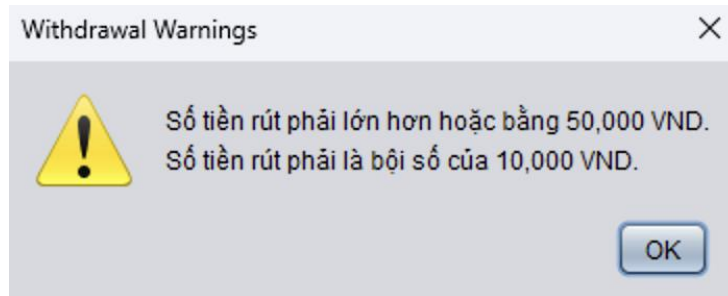 Withdrawal Warnings
Số tiền rút phải lớn hơn hoặc bằng 50,000 VND.
Số tiền rút phải là bội số của 10,000 VND.
OK